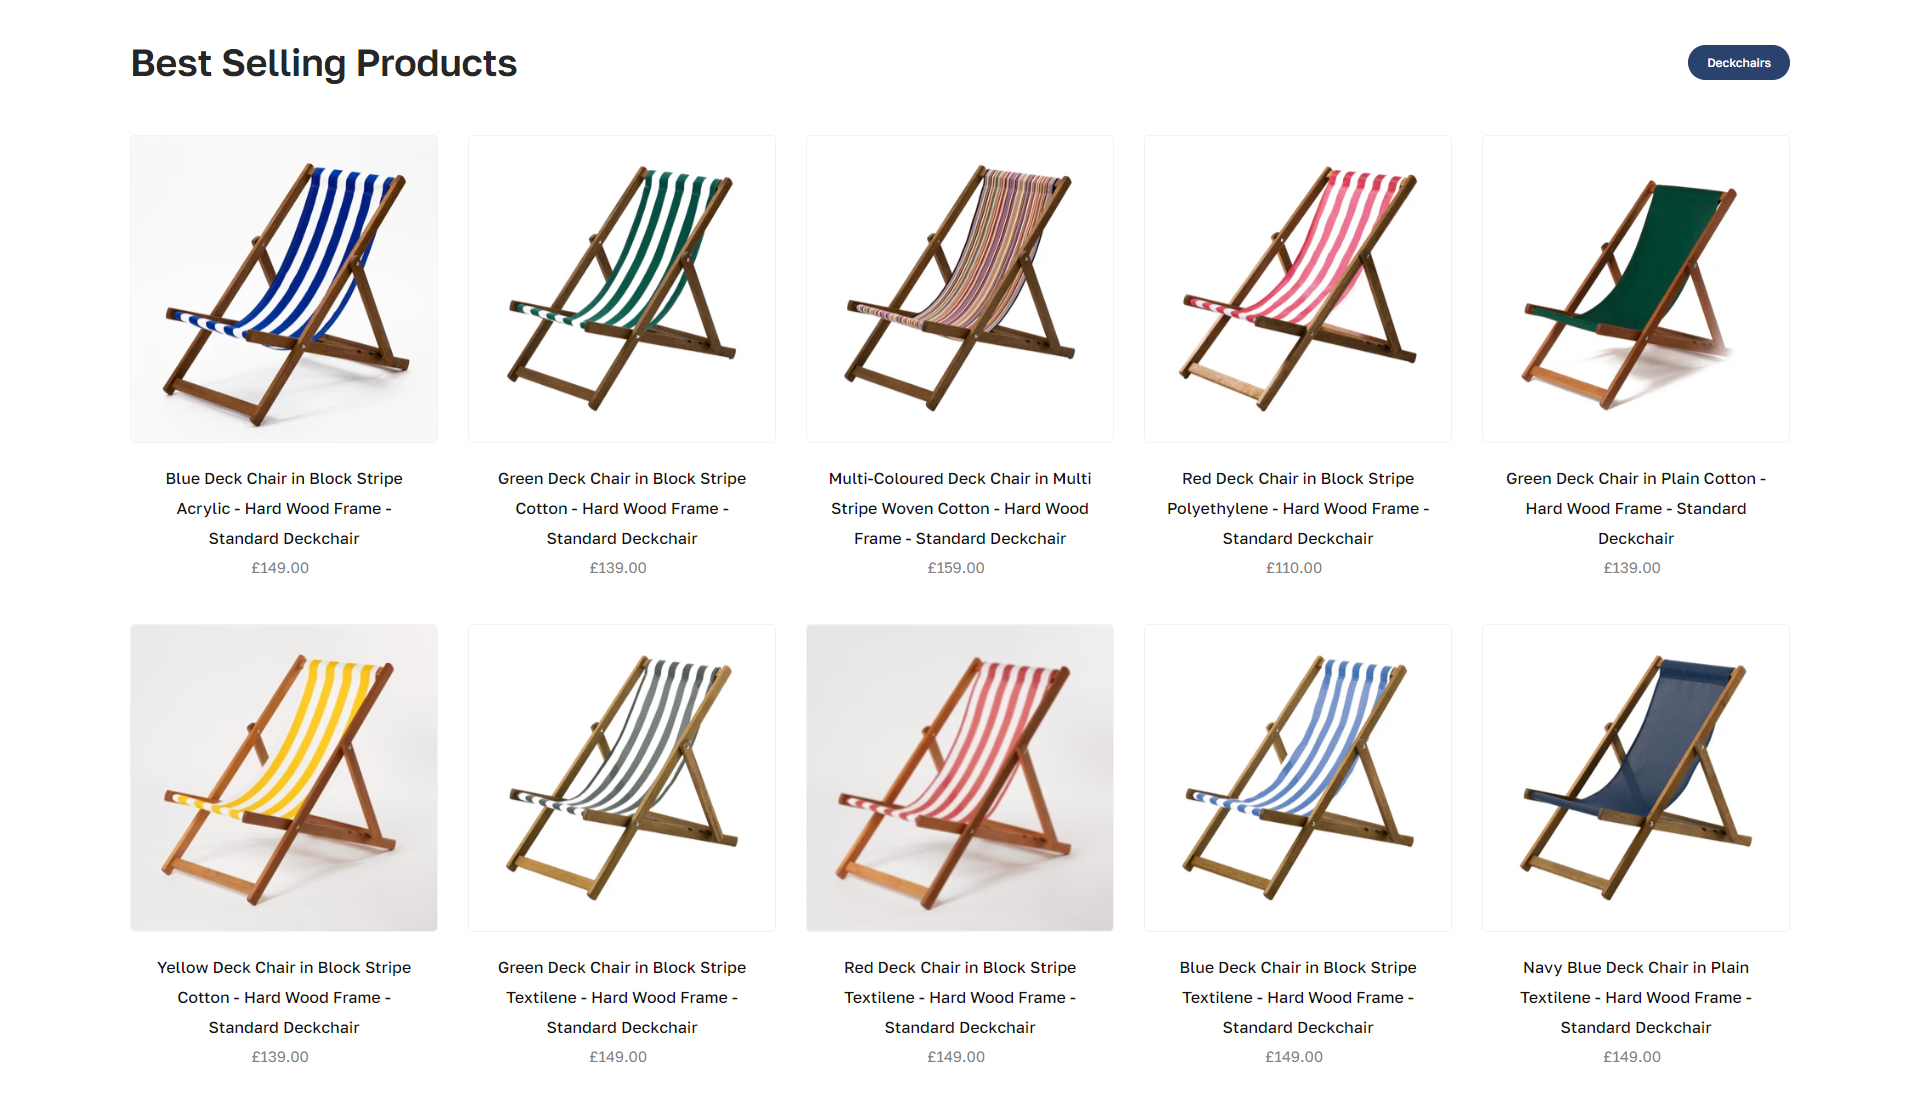 Best Selling Products
Deckchairs
Blue Deck Chair in Block Stripe
Acrylic - Hard Wood Frame -
Standard Deckchair
£149.00
Green Deck Chair in Block Stripe
Cotton - Hard Wood Frame -
Standard Deckchair
£139.00
Multi-Coloured Deck Chair in Multi
Stripe Woven Cotton - Hard Wood
Frame - Standard Deckchair
£159.00
Red Deck Chair in Block Stripe
Polyethylene - Hard Wood Frame -
Standard Deckchair
£110.00
Green Deck Chair in Plain Cotton -
Hard Wood Frame - Standard
Deckchair
£139.00
Yellow Deck Chair in Block Stripe
Cotton - Hard Wood Frame -
Standard Deckchair
£139.00
Green Deck Chair in Block Stripe
Textilene - Hard Wood Frame -
Standard Deckchair
£149.00
Red Deck Chair in Block Stripe
Textilene - Hard Wood Frame -
Standard Deckchair
£149.00
Blue Deck Chair in Block Stripe
Textilene - Hard Wood Frame -
Standard Deckchair
£149.00
Navy Blue Deck Chair in Plain
Textilene - Hard Wood Frame -
Standard Deckchair
£149.00